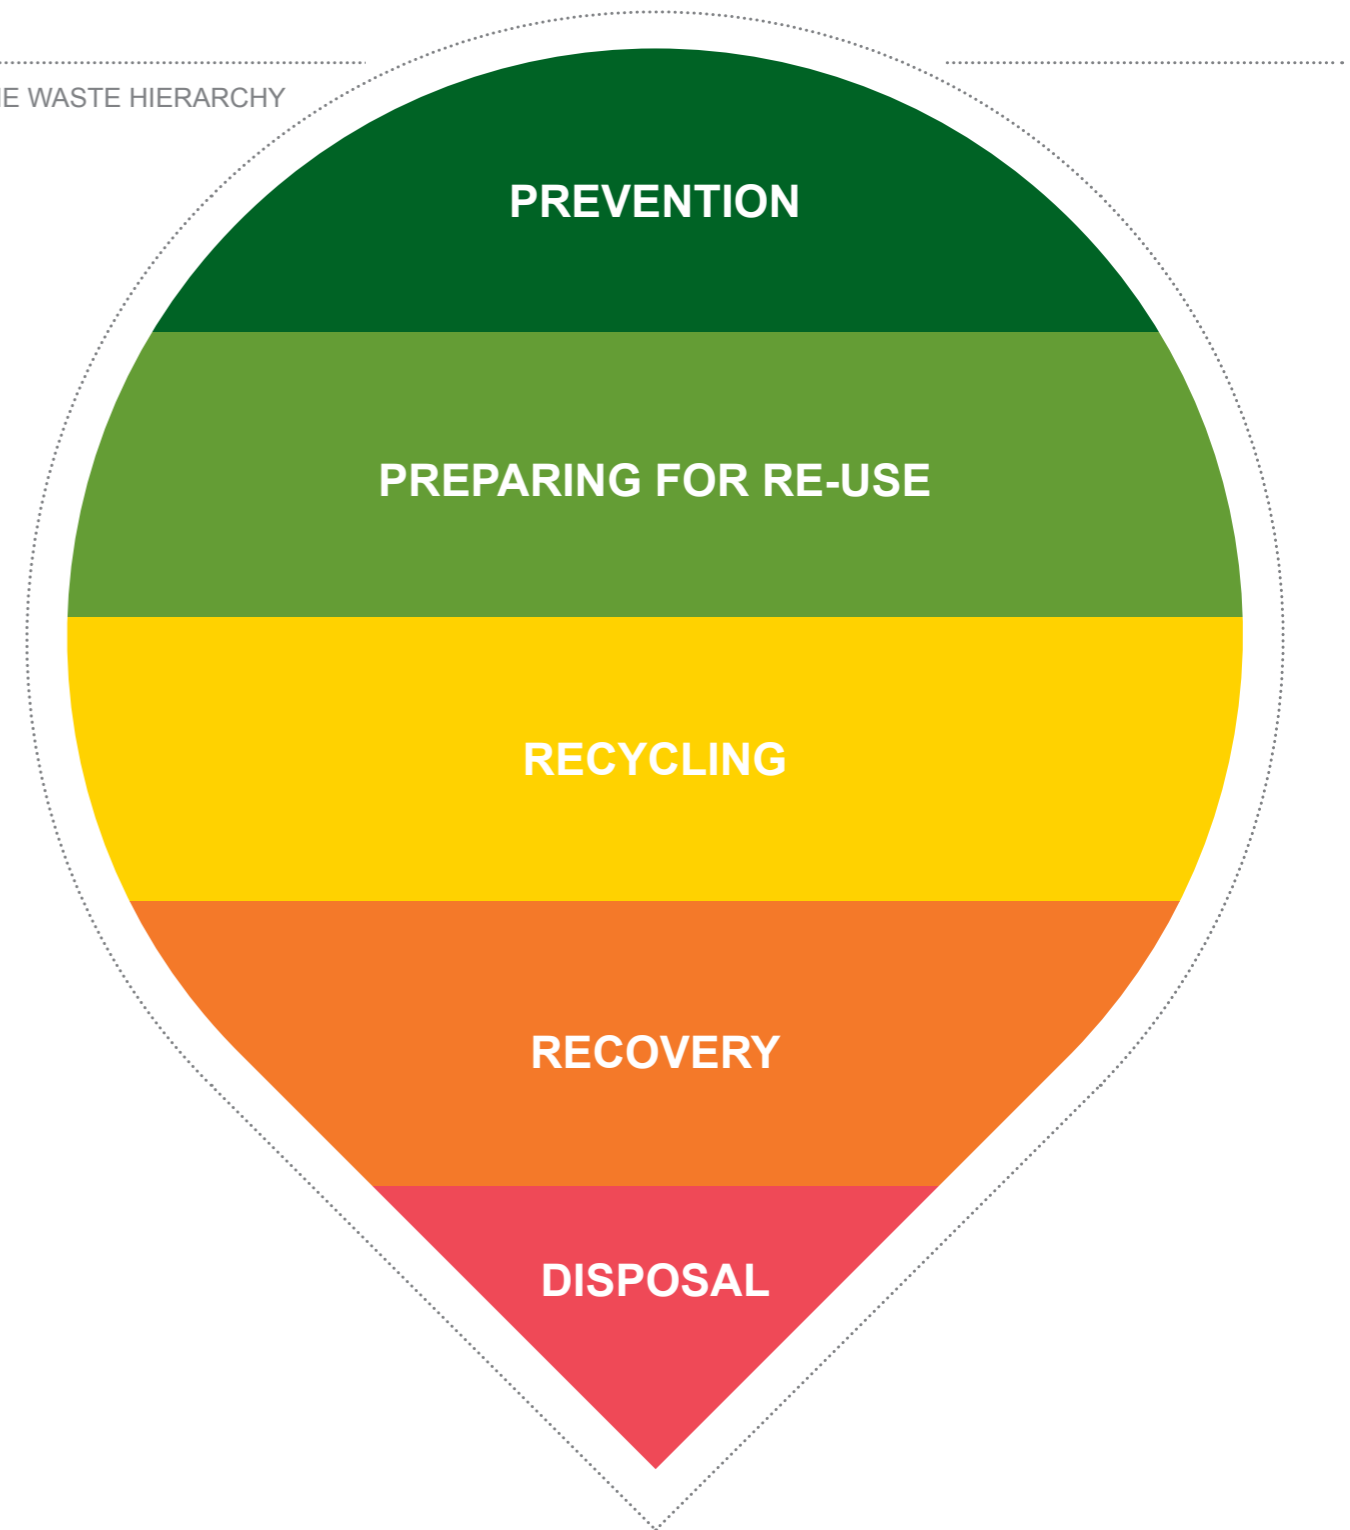 WASTE HIERARCHY
PREVENTION
PREPARING FOR RE-USE
RECYCLING
RECOVERY
DISPOSAL